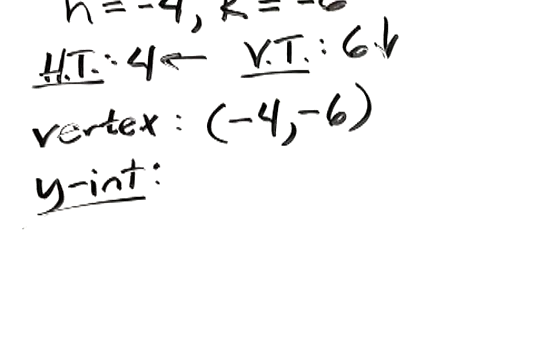 h = -4, k = -6
H.T.: 4← V.T.: 6↓
vertex: (-4,-6)
y-int: